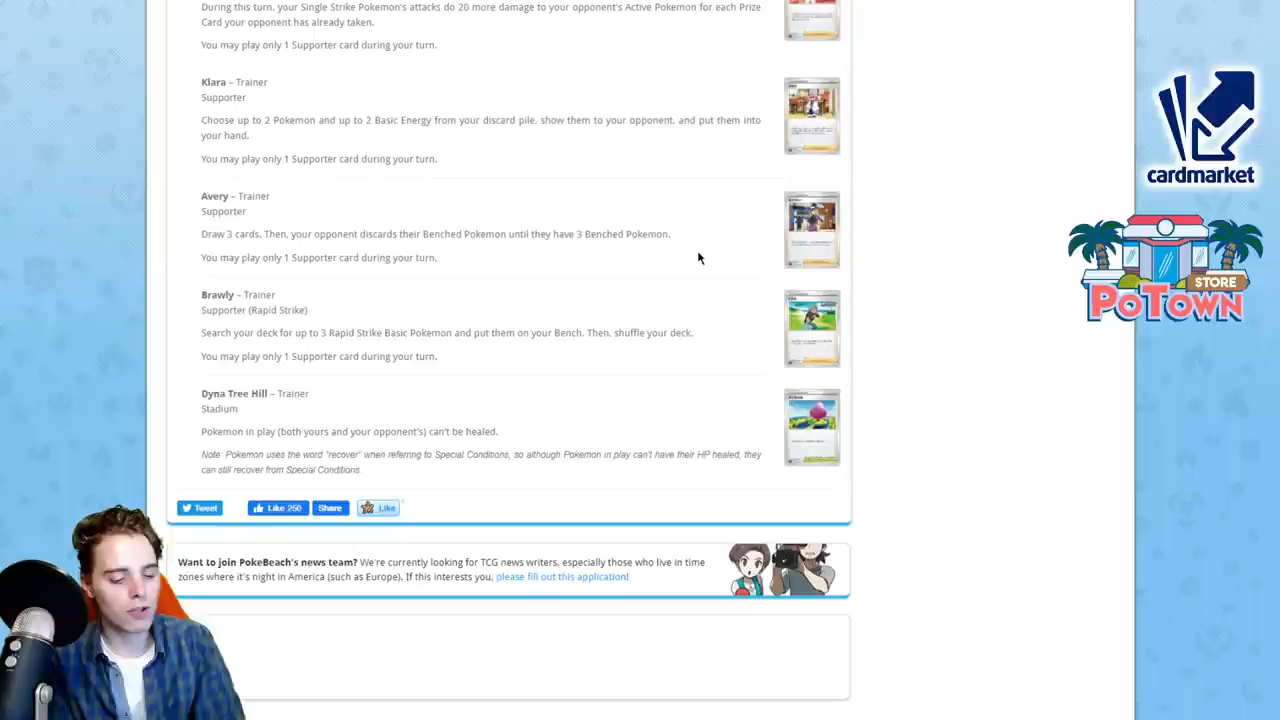 During this turn, your Single Strike Pokemon's attacks do 20 more damage to your opponent's Active Pokemon for each Prize
Card your opponent has already taken.
You may play only 1 Supporter card during your turn.
Klara – Trainer
Supporter
Choose up to 2 Pokemon and up to 2 Basic Energy from your discard pile, show them to your opponent, and put them into
your hand.
You may play only 1 Supporter card during your turn.
Avery – Trainer
Supporter
Draw 3 cards. Then, your opponent discards their Benched Pokemon until they have 3 Benched Pokemon.
You may play only 1 Supporter card during your turn.
Brawly – Trainer
Supporter (Rapid Strike)
Search your deck for up to 3 Rapid Strike Basic Pokemon and put them on your Bench. Then, shuffle your deck.
You may play only 1 Supporter card during your turn.
Dyna Tree Hill – Trainer
Stadium
Pokemon in play (both yours and your opponent's) can't be healed.
Note: Pokemon uses the word "recover" when referring to Special Conditions, so although Pokemon in play can't have their HP healed, they
can still recover from Special Conditions.
Tweet
Like 250
Share
Like
Want to join PokeBeach's news team? We're currently looking for TCG news writers, especially those who live in time
zones where it's night in America (such as Europe). If this interests you, please fill out this application!
cardmarket
STORE
POTOWN